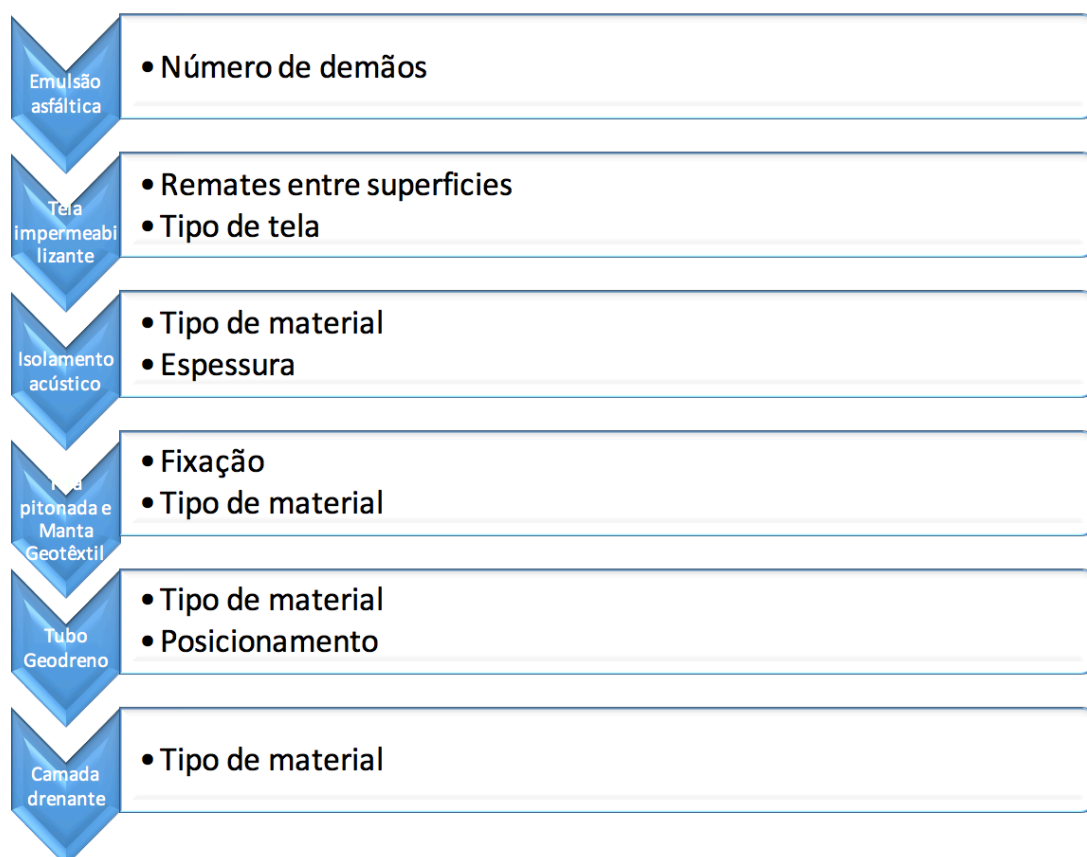 Emulsão
asfáltica
• Número de demãos
Tela
impermeabi
lizante
• Remates entre superficies
• Tipo de tela
Isolamento
acústico
• Tipo de material
• Espessura
pitonada e
Manta
Geotêxtil
• Fixação
• Tipo de material
Tubo
Geodreno
• Tipo de material
• Posicionamento
Camada
drenante
• Tipo de material